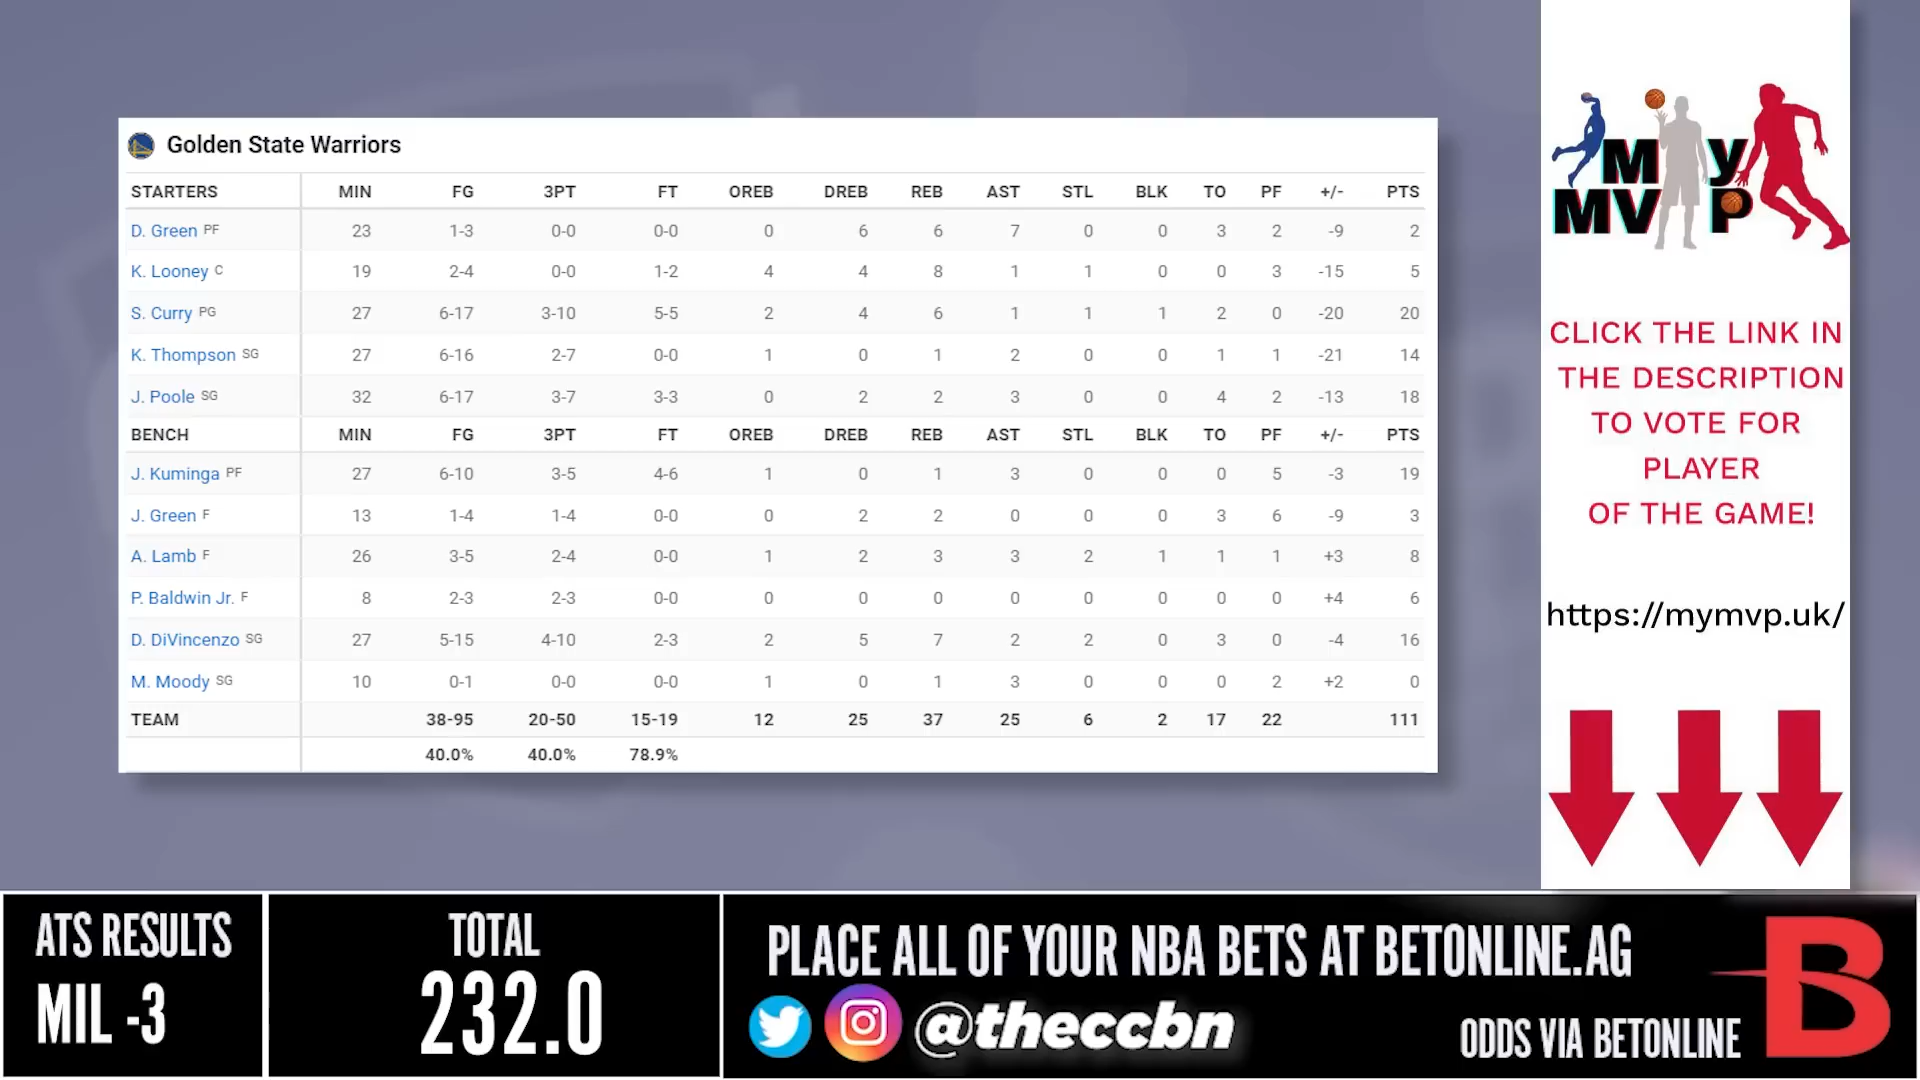 Golden State Warriors
STARTERS MIN FG 3PT FT OREB DREB REB AST STL BLK TO PF +/- PTS
D. Green PF 23 1-3 0-0 0-0 0 6 6 7 0 0 3 2 -9 2
K. Looney C 19 2-4 0-0 1-2 4 4 8 1 1 0 0 3 -15 5
S. Curry PG 27 6-17 3-10 5-5 2 4 6 1 1 1 2 0 -20 20
K. Thompson SG 27 6-16 2-7 0-0 1 0 1 2 0 0 1 1 -21 14
J. Poole SG 32 6-17 3-7 3-3 0 2 2 3 0 0 4 2 -13 18
BENCH MIN FG 3PT FT OREB DREB REB AST STL BLK TO PF +/- PTS
J. Kuminga PF 27 6-10 3-5 4-6 1 0 1 3 0 0 0 5 -3 19
J. Green F 13 1-4 1-4 0-0 0 2 2 0 0 0 3 6 -9 3
A. Lamb F 26 3-5 2-4 0-0 1 2 3 3 2 1 1 1 +3 8
P. Baldwin Jr. F 8 2-3 2-3 0-0 0 0 0 0 0 0 0 0 +4 6
D. DiVincenzo SG 27 5-15 4-10 2-3 2 5 7 2 2 0 3 0 -4 16
M. Moody SG 10 0-1 0-0 0-0 1 0 1 3 0 0 0 2 +2 0
TEAM 38-95 20-50 15-19 12 25 37 25 6 2 17 22 111
40.0% 40.0% 78.9%
My
MVP
CLICK THE LINK IN
THE DESCRIPTION
TO VOTE FOR
PLAYER
OF THE GAME!
https://mymvp.uk/
ATS RESULTS
MIL -3
TOTAL
232.0
PLACE ALL OF YOUR NBA BETS AT BETONLINE.AG
@theccbn
ODDS VIA BETONLINE
B